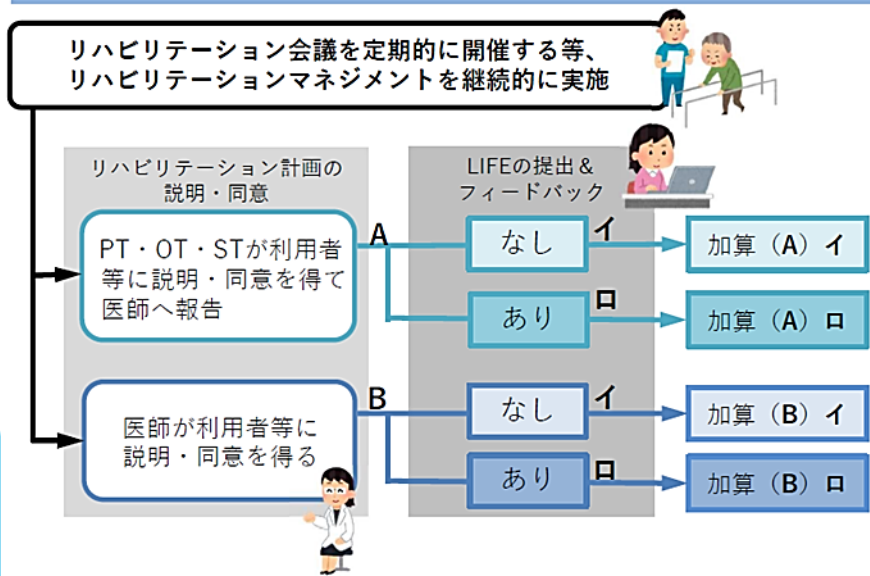 リハビリテーション会議を定期的に開催する等、
リハビリテーションマネジメントを継続的に実施
リハビリテーション計画の
説明・同意
LIFEの提出＆
フィードバック
PT・OT・STが利用者
等に説明・同意を得て
医師へ報告
A
なし
イ
加算（A）イ
あり
ロ
加算（A）ロ
医師が利用者等に
説明・同意を得る
B
なし
イ
加算（B）イ
あり
ロ
加算（B）ロ